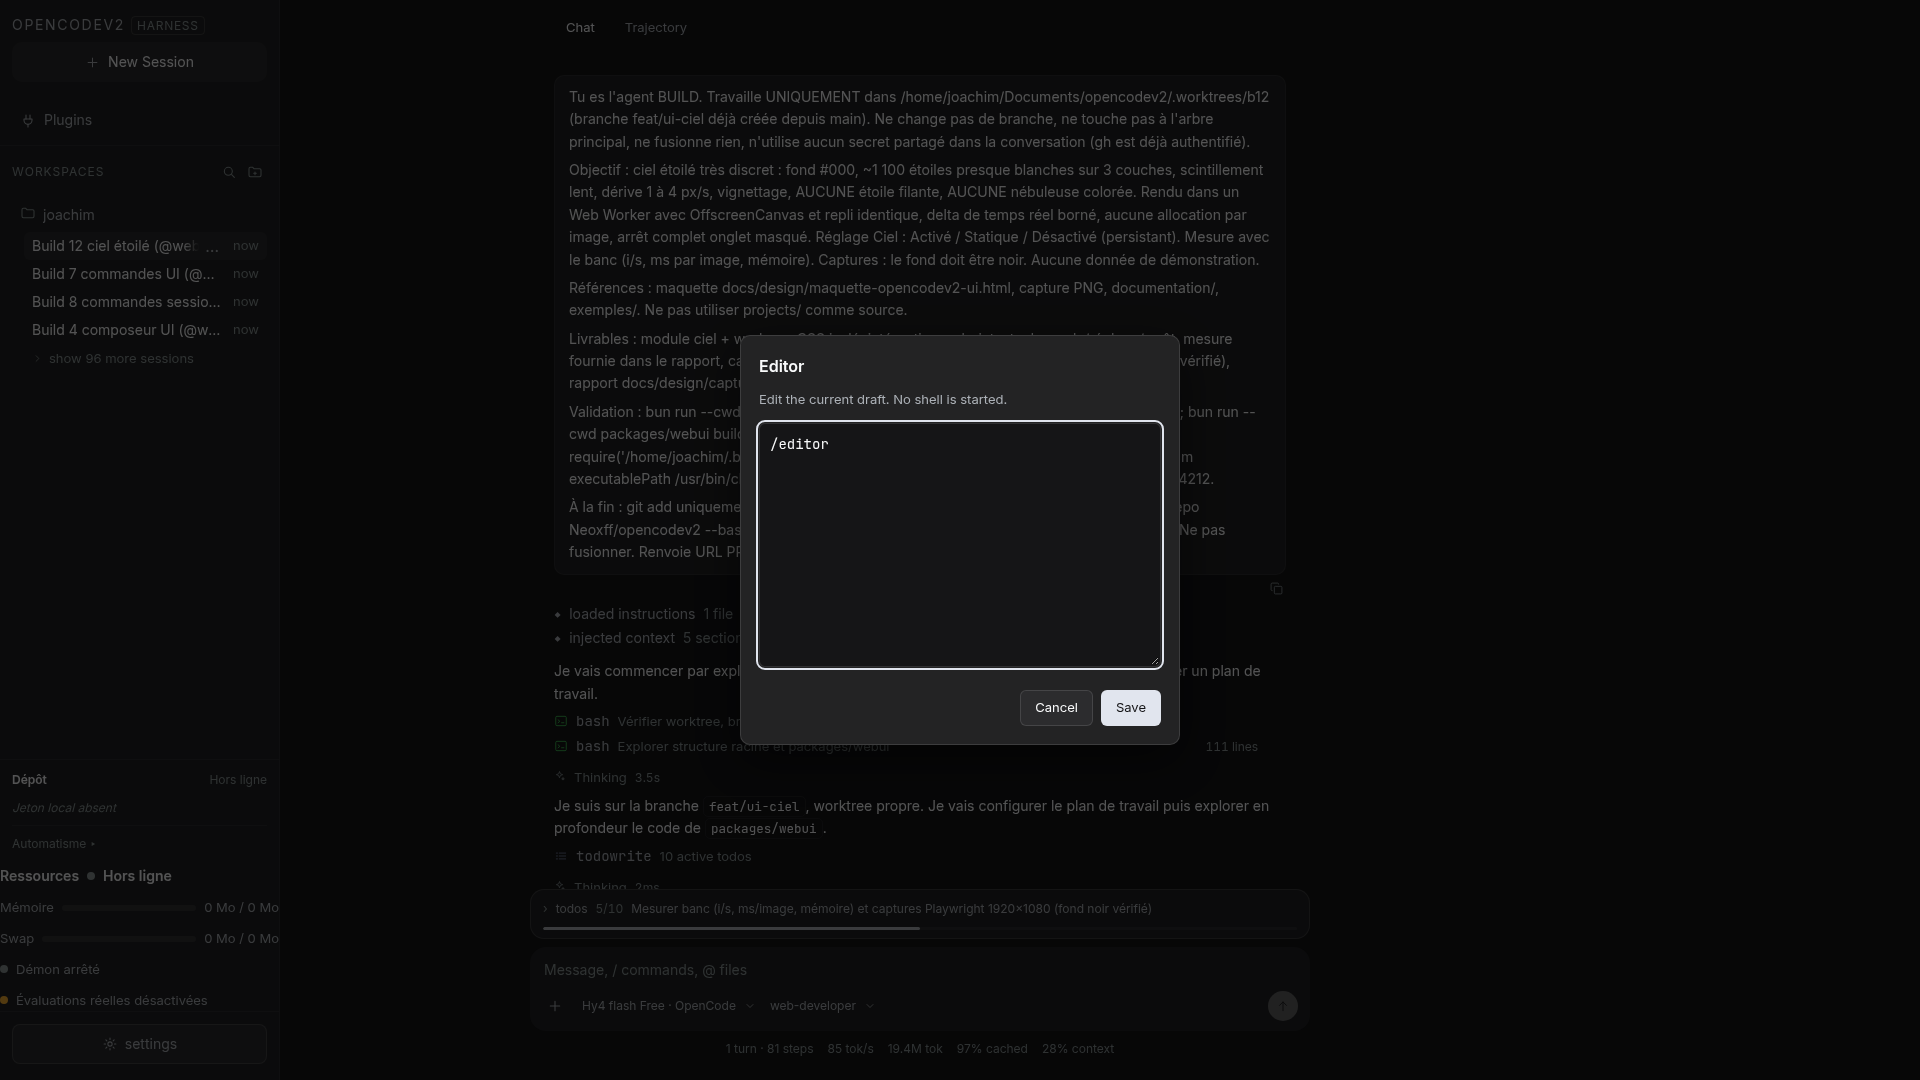 OPENCODEV2 HARNESS
New Session
Plugins
WORKSPACES
joachim
Build 12 ciel étoilé (@web ... now
Build 7 commandes UI (@... now
Build 8 commandes sessio... now
Build 4 composeur UI (@w... now
show 96 more sessions
Dépôt Hors ligne
Jeton local absent
Automatisme
Ressources Hors ligne
Mémoire 0 Mo / 0 Mo
Swap 0 Mo / 0 Mo
Démon arrêté
Évaluations réelles désactivées
settings
Chat Trajectory
Tu es l'agent BUILD. Travaille UNIQUEMENT dans /home/joachim/Documents/opencodev2/.worktrees/b12
(branche feat/ui-ciel déjà créée depuis main). Ne change pas de branche, ne touche pas à l'arbre
principal, ne fusionne rien, n'utilise aucun secret partagé dans la conversation (gh est déjà authentifié).
Objectif : ciel étoilé très discret : fond #000, ~1 100 étoiles presque blanches sur 3 couches, scintillement
lent, dérive 1 à 4 px/s, vignettage, AUCUNE étoile filante, AUCUNE nébuleuse colorée. Rendu dans un
Web Worker avec OffscreenCanvas et repli identique, delta de temps réel borné, aucune allocation par
image, arrêt complet onglet masqué. Réglage Ciel : Activé / Statique / Désactivé (persistant). Mesure avec
le banc (i/s, ms par image, mémoire). Captures : le fond doit être noir. Aucune donnée de démonstration.
Références : maquette docs/design/maquette-opencodev2-ui.html, capture PNG, documentation/,
exemples/. Ne pas utiliser projects/ comme source.
Livrables : module ciel + mesure
fournie dans le rapport, vérifié),
rapport docs/design/capt
Validation : bun run --cwd ; bun run --
cwd packages/webui
require('/home/joachim/.b
executablePath /usr/bin/c 4212.
À la fin : git add
Neoxff/opencodev2 --bas Ne pas
fusionner. Renvoie URL
loaded instructions 1 file
injected context 5 section
Je vais commencer par un plan de
travail.
bash Vérifier worktree,
bash Explorer structure racine et packages/webui 111 lines
Thinking 3.5s
Je suis sur la branche feat/ui-ciel, worktree propre. Je vais configurer le plan de travail puis explorer en
profondeur le code de packages/webui.
todowrite 10 active todos
Thinking 2ms
Editor
Edit the current draft. No shell is started.
/editor
Cancel Save
todos 5/10 Mesurer banc (i/s, ms/image, mémoire) et captures Playwright 1920×1080 (fond noir vérifié)
Message, / commands, @ files
Hy4 flash Free · OpenCode web-developer
1 turn · 81 steps 85 tok/s 19.4M tok 97% cached 28% context